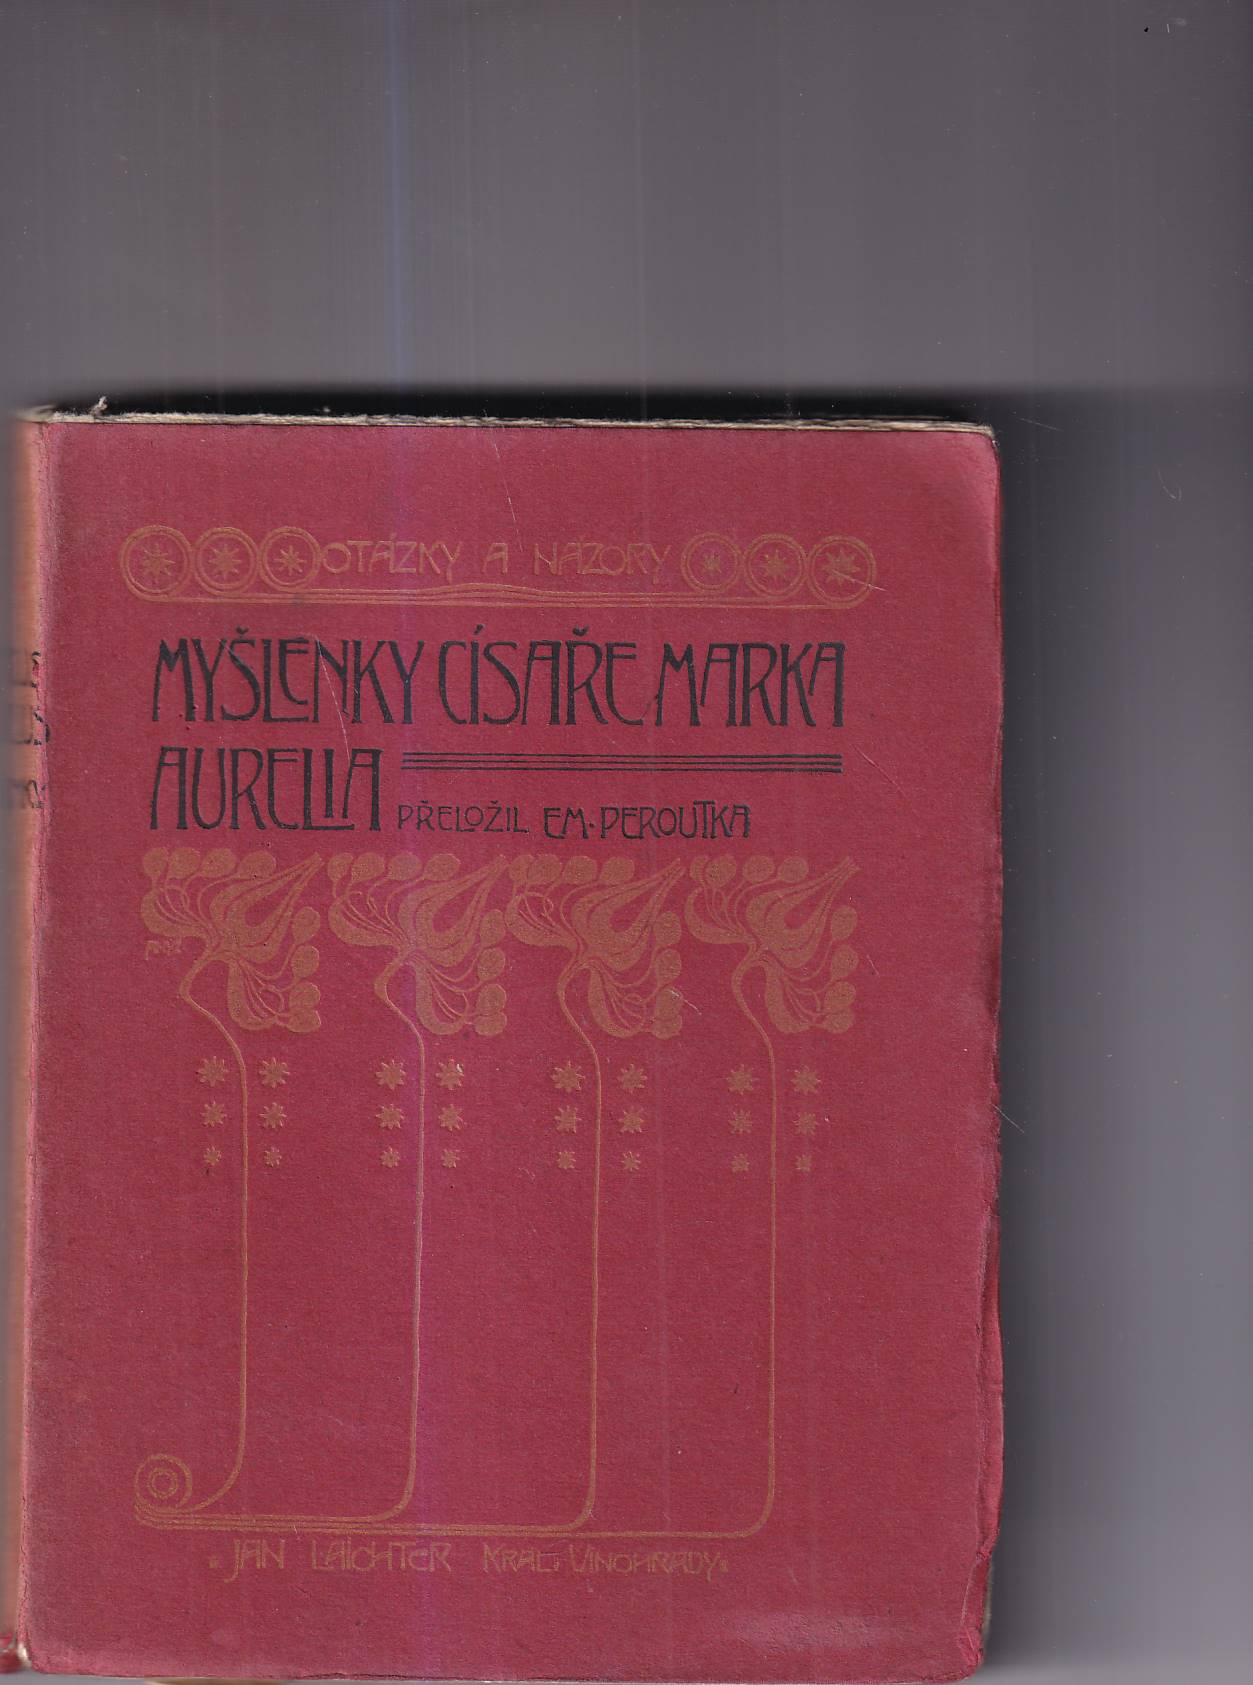 OTÁZKY A NÁZORY
MYŠLENKY CÍSAŘE MARKA
AURELIA
PŘELOŽIL EM. PEROUTKA
JAN LAICHTER KRÁL. VINOHRADY